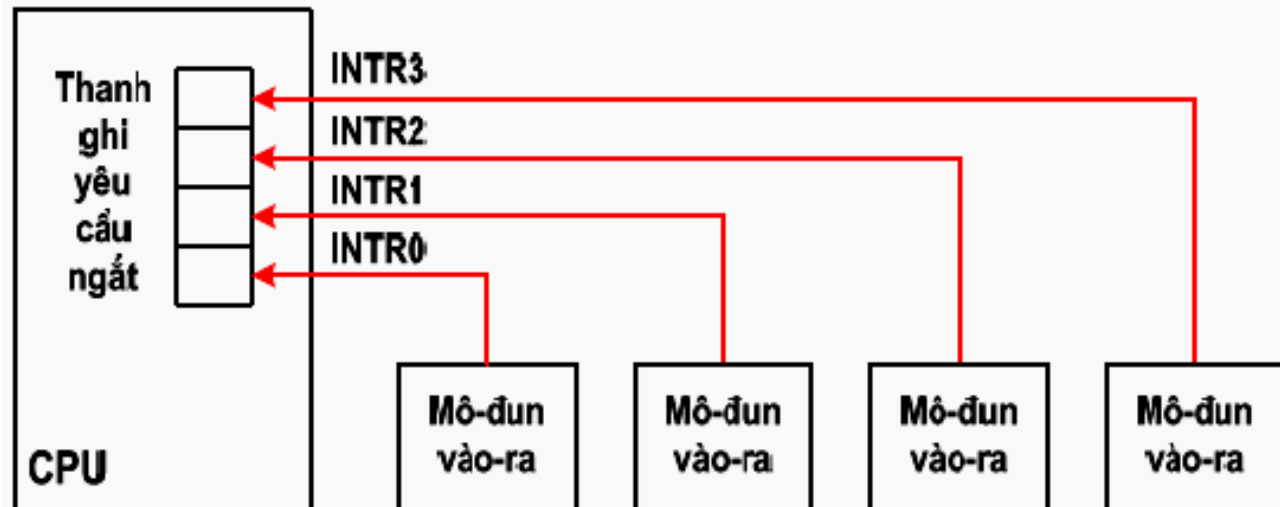 INTR3
Thanh
ghi
yêu
cầu
ngắt
INTR2
INTR1
INTR0
CPU
Mô-đun
vào-ra
Mô-đun
vào-ra
Mô-đun
vào-ra
Mô-đun
vào-ra